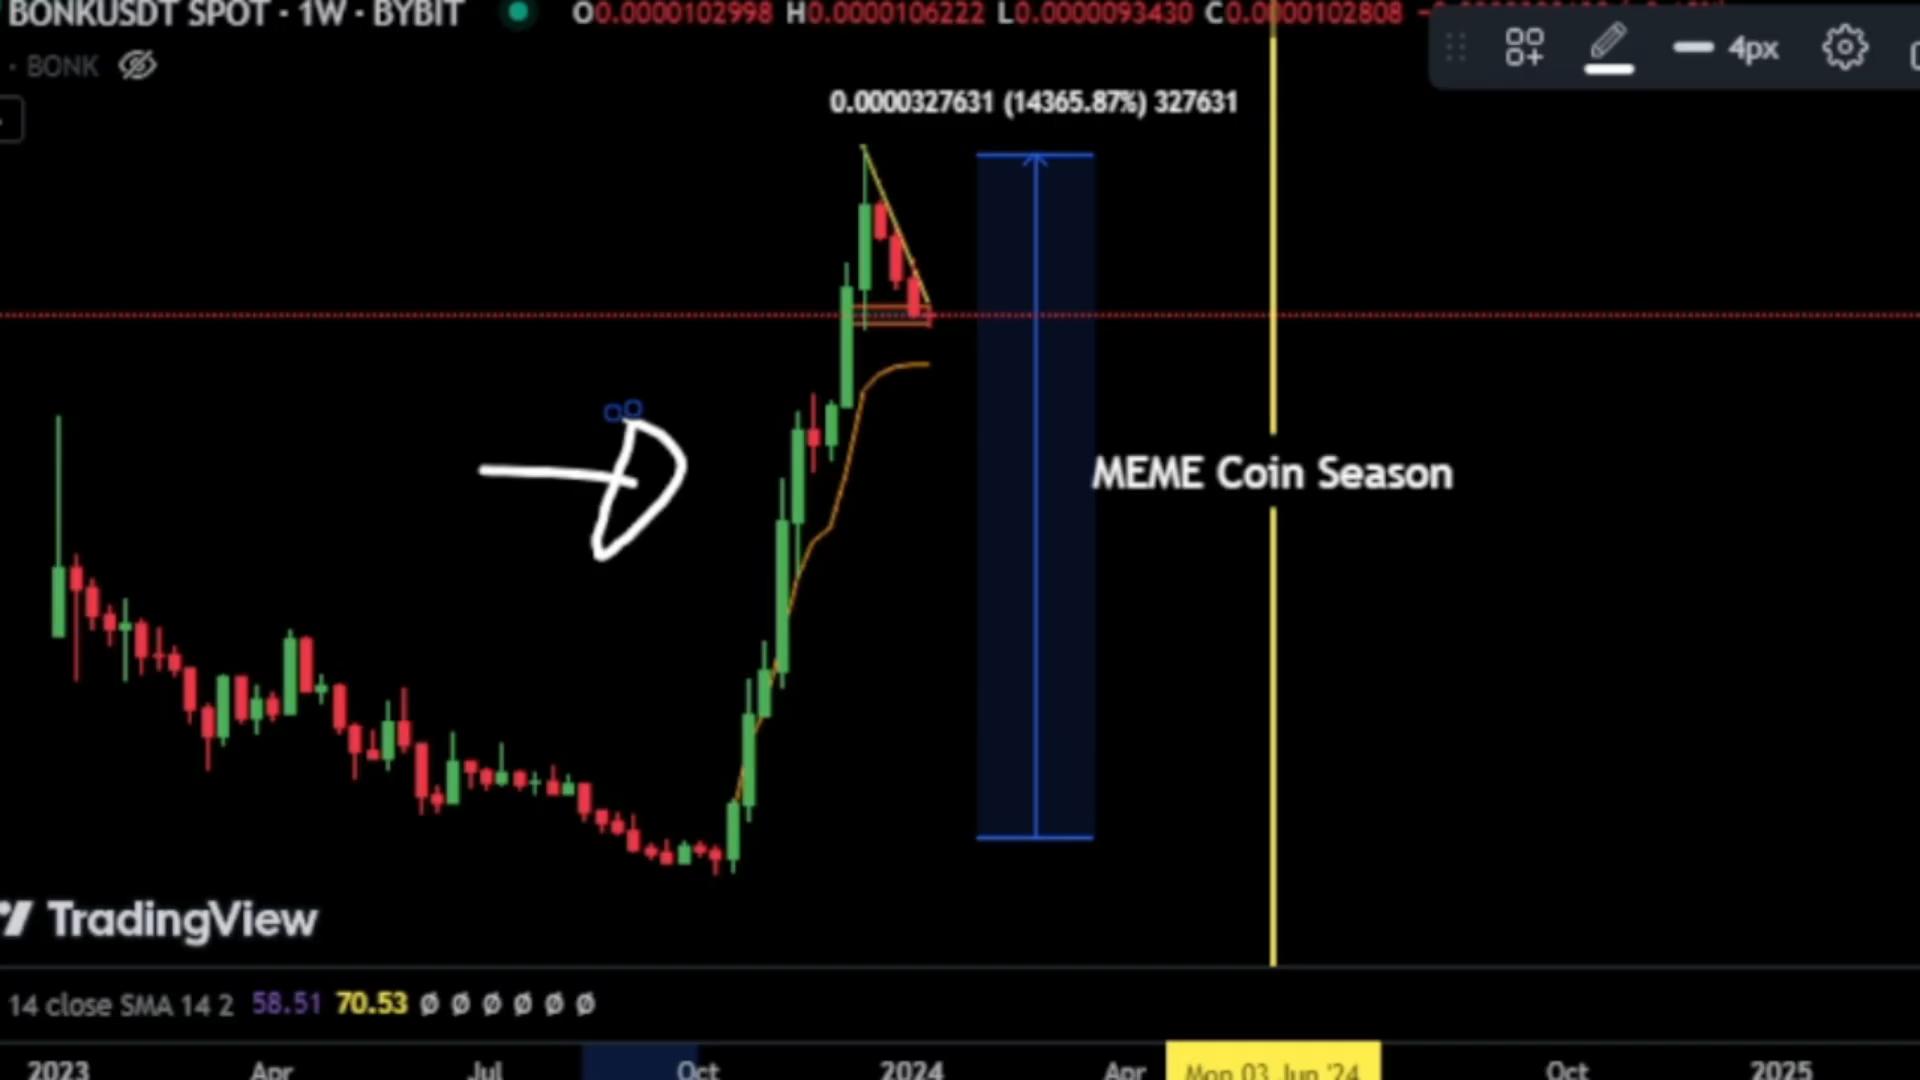 BONKUSDT SPOT · 1W · BYBIT O0.0000102998 H0.0000106222 L0.0000093430 C0.0000102808
· BONK
4px
0.0000327631 (14365.87%) 327631
MEME Coin Season
TradingView
14 close SMA 14 2 58.51 70.53 ø ø ø ø ø ø
2023 Apr Jul Oct 2024 Apr Mon 03 Jun '24 Oct 2025